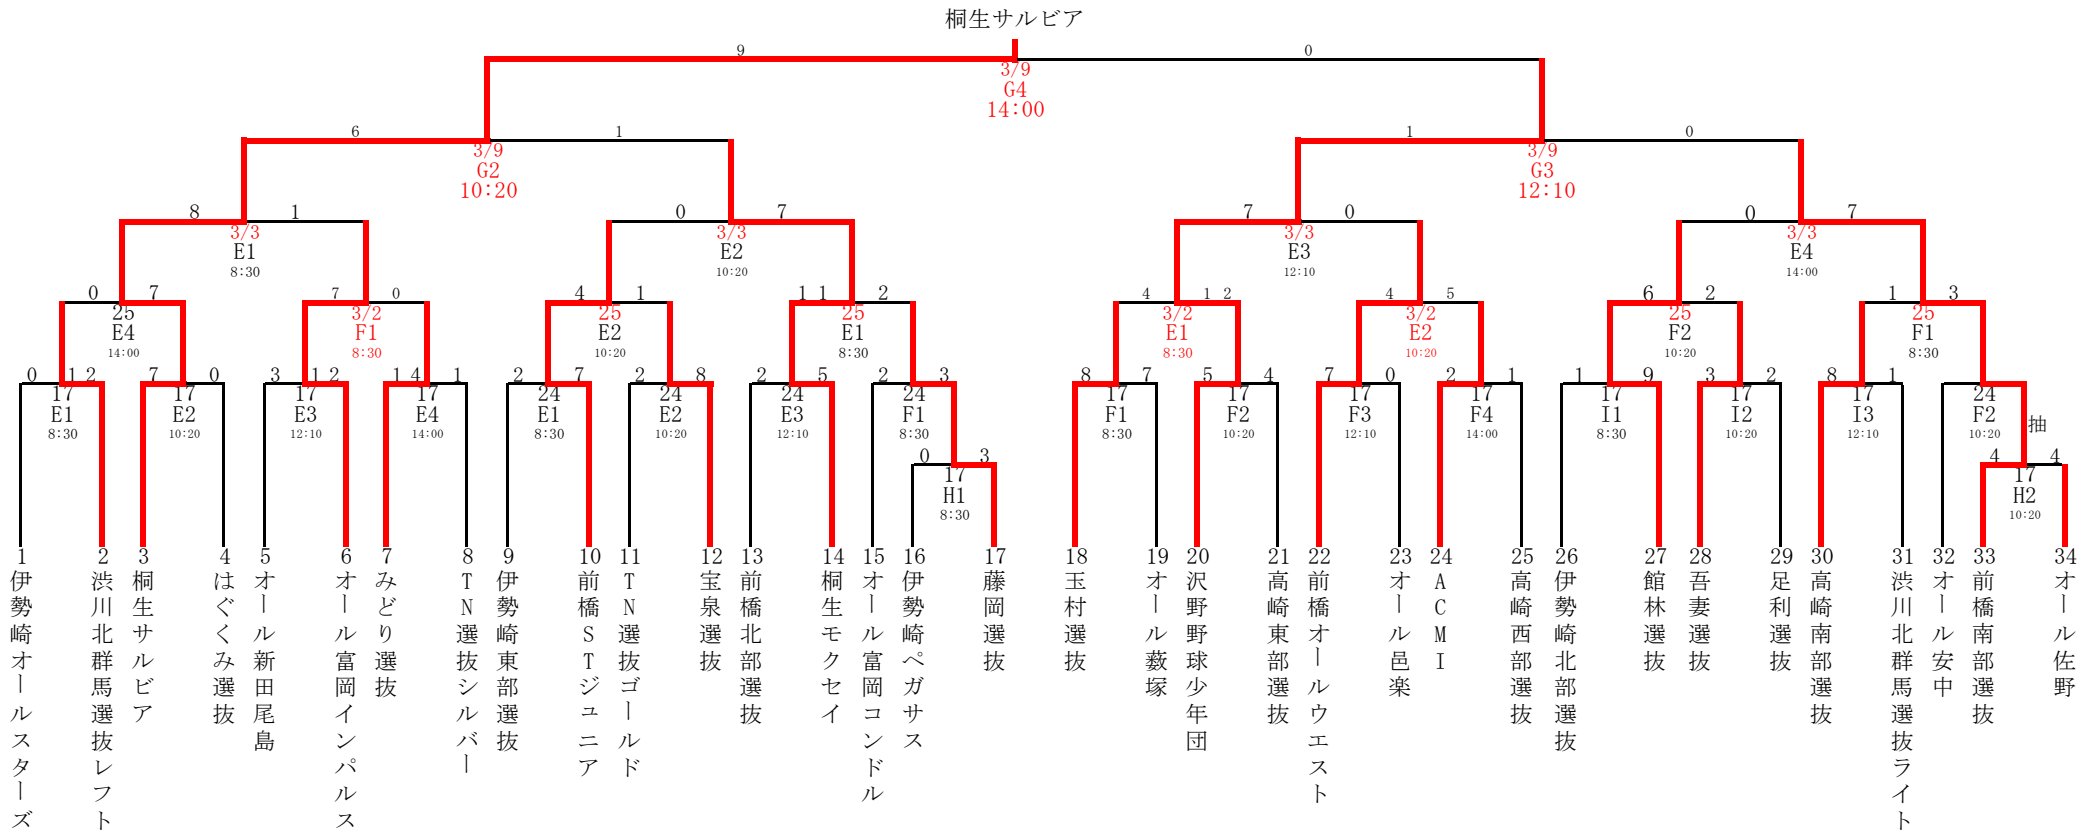 桐生サルビア
9 0
3/9
G4
14:00
6 1 1 0
3/9 3/9
G2 G3
10:20 12:10
8 1 0 7 7 0 0 7
3/3 3/3 3/3 3/3
E1 E2 E3 E4
8:30 10:20 12:10 14:00
0 7 7 0 4 1 11 2 4 12 4 5 6 2 1 3
25 3/2 25 25 3/2 3/2 25 25
E4 F1 E2 E1 E1 E2 F2 F1
14:00 8:30 10:20 8:30 8:30 10:20 10:20 8:30
0 12 7 0 3 12 14 1 2 7 2 8 2 5 2 3 8 7 5 4 7 0 2 1 1 9 3 2 8 1
17 17 17 17 24 24 24 24 17 17 17 17 17 17 17 24
E1 E2 E3 E4 E1 E2 E3 F1 F1 F2 F3 F4 I1 I2 I3 F2
8:30 10:20 12:10 14:00 8:30 10:20 12:10 8:30 8:30 10:20 12:10 14:00 8:30 10:20 12:10 10:20
抽
0 3 4 4
17 17
H1 H2
8:30 10:20
1 伊勢崎オールスターズ
2 渋川北群馬選抜レフト
3 桐生サルビア
4 はぐくみ選抜
5 オール新田尾島
6 オール富岡インパルス
7 みどり選抜
8 TN選抜シルバー
9 伊勢崎東部選抜
10 前橋STジュニア
11 TN選抜ゴールド
12 宝泉選抜
13 前橋北部選抜
14 桐生モクセイ
15 オール富岡コンドル
16 伊勢崎ペガサス
17 藤岡選抜
18 玉村選抜
19 オール薮塚
20 沢野野球少年団
21 高崎東部選抜
22 前橋オールウエスト
23 オール邑楽
24 ACMI
25 高崎西部選抜
26 伊勢崎北部選抜
27 館林選抜
28 吾妻選抜
29 足利選抜
30 高崎南部選抜
31 渋川北群馬選抜ライト
32 オール安中
33 前橋南部選抜
34 オール佐野